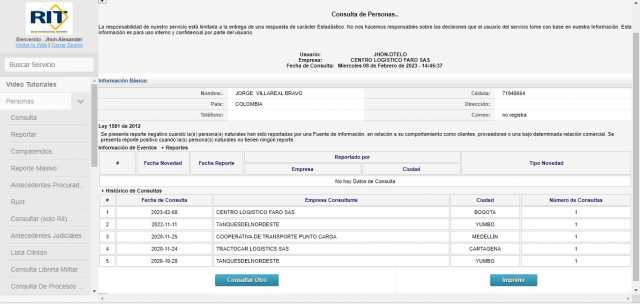 RIT
Bienvenido: Jhon Alexander
Visitar la Web | Cerrar Sesión
Buscar Servicio
Video Tutoriales
Personas
Consulta
Reportar
Comparendos
Reporte Masivo
Antecedentes Procurad...
Runt
Consultar (solo Rit)
Antecedentes Judiciales
Lista Clinton
Consulta Libreta Militar
Consulta De Procesos ...
Consulta de Personas..
La responsabilidad de nuestro servicio está limitada a la entrega de una respuesta de carácter Estadístico. No nos hacemos responsables sobre las decisiones que el usuario del servicio tome con base en nuestra información. Esta
información es para uso interno y confidencial por parte del usuario.
Usuario: JHON.OTELO
Empresa: CENTRO LOGISTICO FARO SAS
Fecha de Consulta: Miercoles 08 de Febrero de 2023 - 14:45:37
Información Básica:
Nombre:. JORGE VILLAREAL BRAVO Cédula: 71948664
Pais: COLOMBIA Dirección:
Teléfono: Correo: no registra
Ley 1581 de 2012
Se presenta reporte negativo cuando la(s) persona(s) naturales han sido reportadas por una Fuente de información, en relación a su comportamiento como clientes, proveedores o una bajo determinada relación comercial. Se
presenta reporte positivo cuando la(s) persona(s) naturales no tienen ningún reporte.
Información de Eventos • Reportes
# Fecha Novedad Fecha Reporte Reportado por Tipo Novedad
Empresa Ciudad
No hay Datos de Consulta
• Histórico de Consultas
# Fecha de Consulta Empresa Consultante Ciudad Número de Consultas
1 2023-02-08 CENTRO LOGISTICO FARO SAS BOGOTA 1
2 2022-11-11 TANQUESDELNORDESTE YUMBO 1
3 2020-11-25 COOPERATIVA DE TRANSPORTE PUNTO CARGA MEDELLÍN 1
4 2020-11-24 TRACTOCAR LOGISTICS SAS CARTAGENA 1
5 2020-10-28 TANQUESDELNORDESTE YUMBO 1
Consultar Otro Imprimir